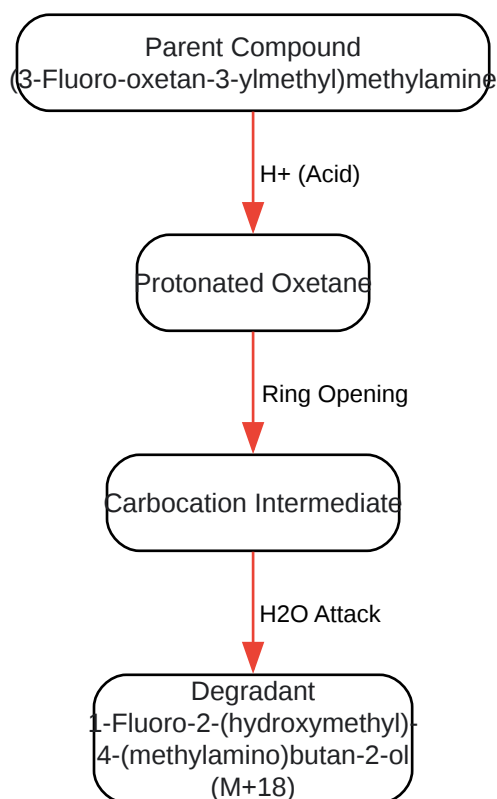 Parent Compound
(3-Fluoro-oxetan-3-ylmethyl)methylamine
H+ (Acid)
Protonated Oxetane
Ring Opening
Carbocation Intermediate
H2O Attack
Degradant
1-Fluoro-2-(hydroxymethyl)-
4-(methylamino)butan-2-ol
(M+18)